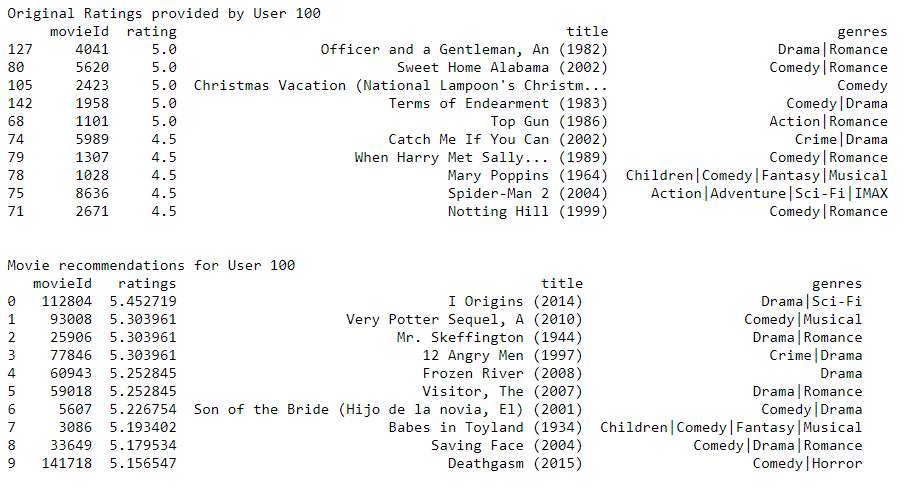 Original Ratings provided by User 100
movieId rating title genres
127 4041 5.0 Officer and a Gentleman, An (1982) Drama|Romance
80 5620 5.0 Sweet Home Alabama (2002) Comedy|Romance
105 2423 5.0 Christmas Vacation (National Lampoon's Christm... Comedy
142 1958 5.0 Terms of Endearment (1983) Comedy|Drama
68 1101 5.0 Top Gun (1986) Action|Romance
74 5989 4.5 Catch Me If You Can (2002) Crime|Drama
79 1307 4.5 When Harry Met Sally... (1989) Comedy|Romance
78 1028 4.5 Mary Poppins (1964) Children|Comedy|Fantasy|Musical
75 8636 4.5 Spider-Man 2 (2004) Action|Adventure|Sci-Fi|IMAX
71 2671 4.5 Notting Hill (1999) Comedy|Romance
Movie recommendations for User 100
movieId ratings title genres
0 112804 5.452719 I Origins (2014) Drama|Sci-Fi
1 93008 5.303961 Very Potter Sequel, A (2010) Comedy|Musical
2 25906 5.303961 Mr. Skeffington (1944) Drama|Romance
3 77846 5.303961 12 Angry Men (1997) Crime|Drama
4 60943 5.252845 Frozen River (2008) Drama
5 59018 5.252845 Visitor, The (2007) Drama|Romance
6 5607 5.226754 Son of the Bride (Hijo de la novia, El) (2001) Comedy|Drama
7 3086 5.193402 Babes in Toyland (1934) Children|Comedy|Fantasy|Musical
8 33649 5.179534 Saving Face (2004) Comedy|Drama|Romance
9 141718 5.156547 Deathgasm (2015) Comedy|Horror